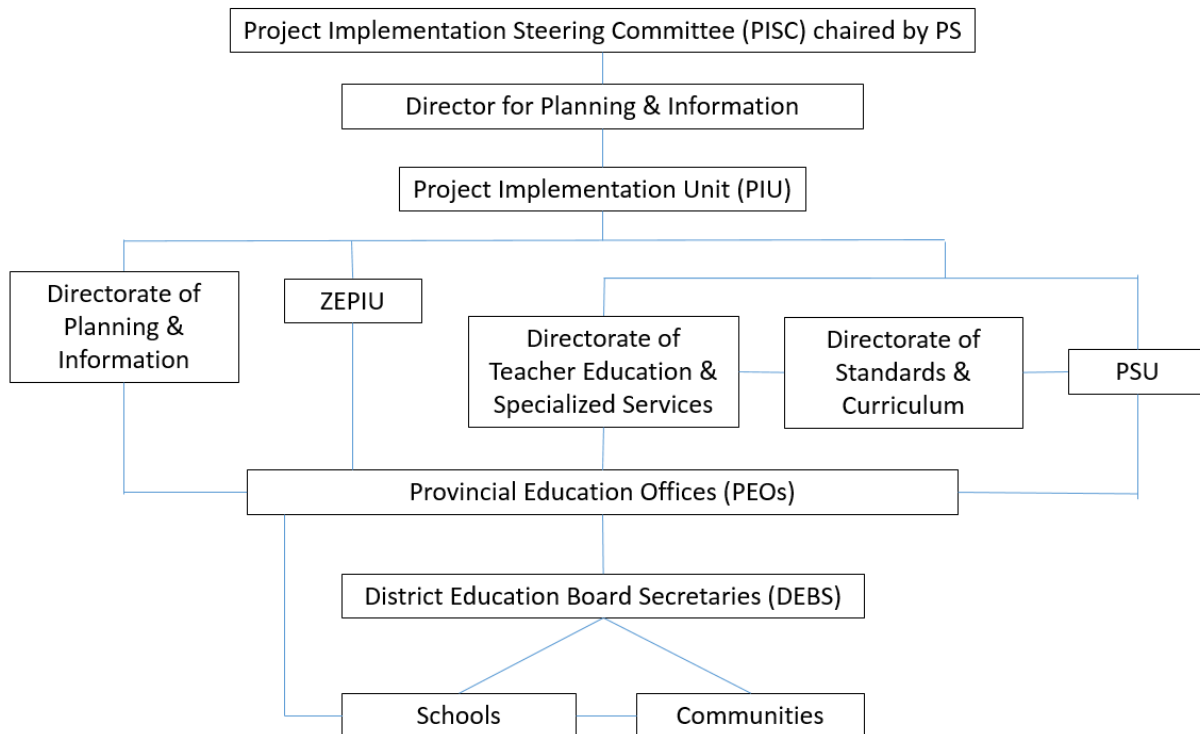 Project Implementation Steering Committee (PISC) chaired by PS
Director for Planning & Information
Project Implementation Unit (PIU)
Directorate of
Planning &
Information
ZEPIU
Directorate of
Teacher Education &
Specialized Services
Directorate of
Standards &
Curriculum
PSU
Provincial Education Offices (PEOs)
District Education Board Secretaries (DEBS)
Schools
Communities